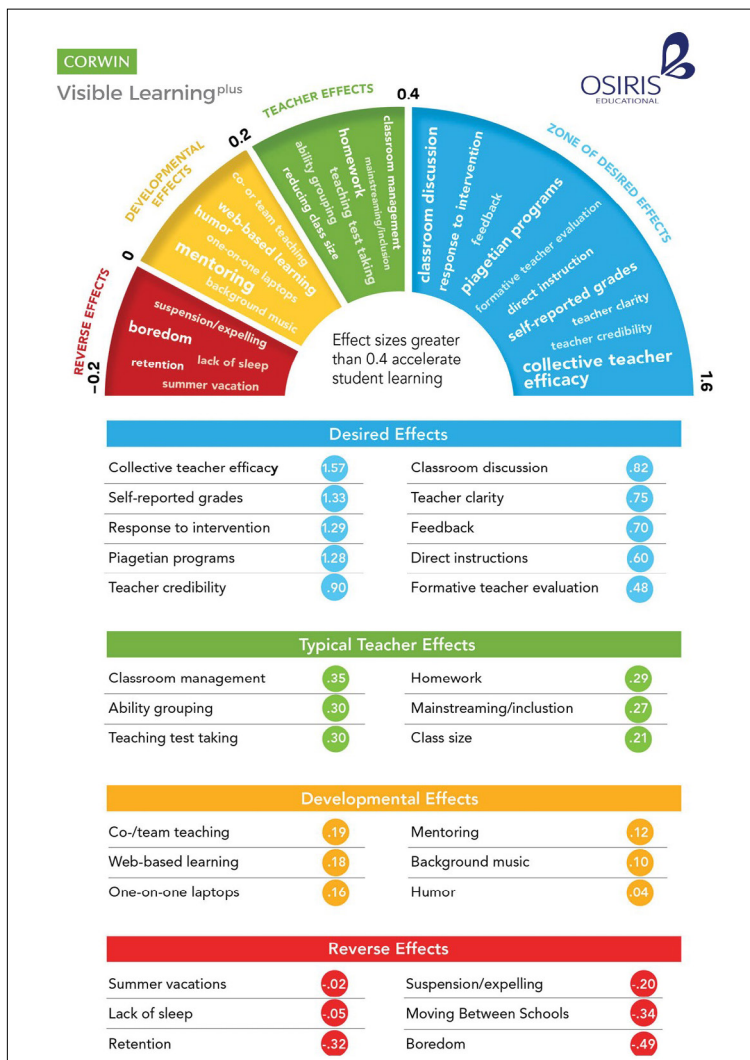 CORWIN
Visible Learningplus
OSIRIS
EDUCATIONAL
REVERSE EFFECTS
DEVELOPMENTAL
EFFECTS
TEACHER EFFECTS
ZONE OF DESIRED EFFECTS
-0.2
0
0.2
0.4
1.6
suspension/expelling
boredom
lack of sleep
retention
summer vacation
co- or team teaching
web-based learning
humor
one-on-one laptops
mentoring
background music
classroom management
mainstreaming/inclusion
homework
teaching test taking
ability grouping
reducing class size
classroom discussion
response to intervention
feedback
piagetian programs
formative teacher evaluation
direct instruction
self-reported grades
teacher clarity
teacher credibility
collective teacher
efficacy
Effect sizes greater
than 0.4 accelerate
student learning
Desired Effects
Collective teacher efficacy 1.57 Classroom discussion .82
Self-reported grades 1.33 Teacher clarity .75
Response to intervention 1.29 Feedback .70
Piagetian programs 1.28 Direct instructions .60
Teacher credibility .90 Formative teacher evaluation .48
Typical Teacher Effects
Classroom management .35 Homework .29
Ability grouping .30 Mainstreaming/inclustion .27
Teaching test taking .30 Class size .21
Developmental Effects
Co-/team teaching .19 Mentoring .12
Web-based learning .18 Background music .10
One-on-one laptops .16 Humor .04
Reverse Effects
Summer vacations -.02 Suspension/expelling -.20
Lack of sleep -.05 Moving Between Schools -.34
Retention -.32 Boredom -.49